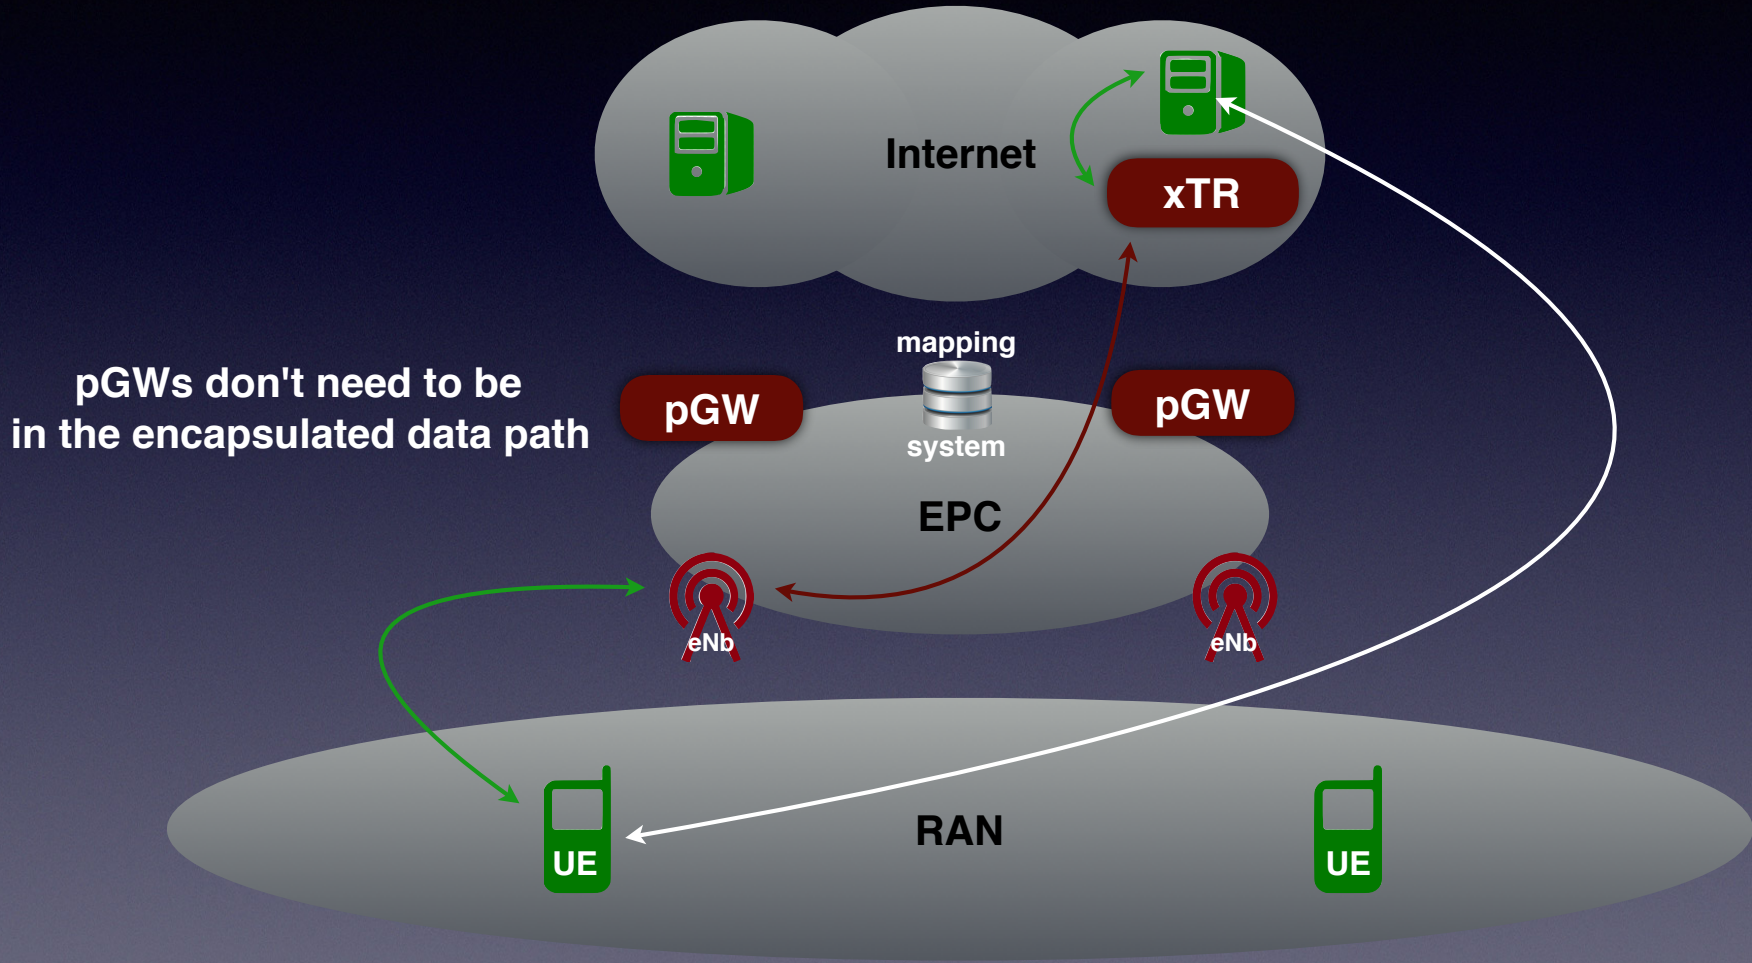 Internet
xTR
mapping
system
pGWs don't need to be
in the encapsulated data path
pGW
pGW
EPC
eNb
eNb
RAN
UE
UE